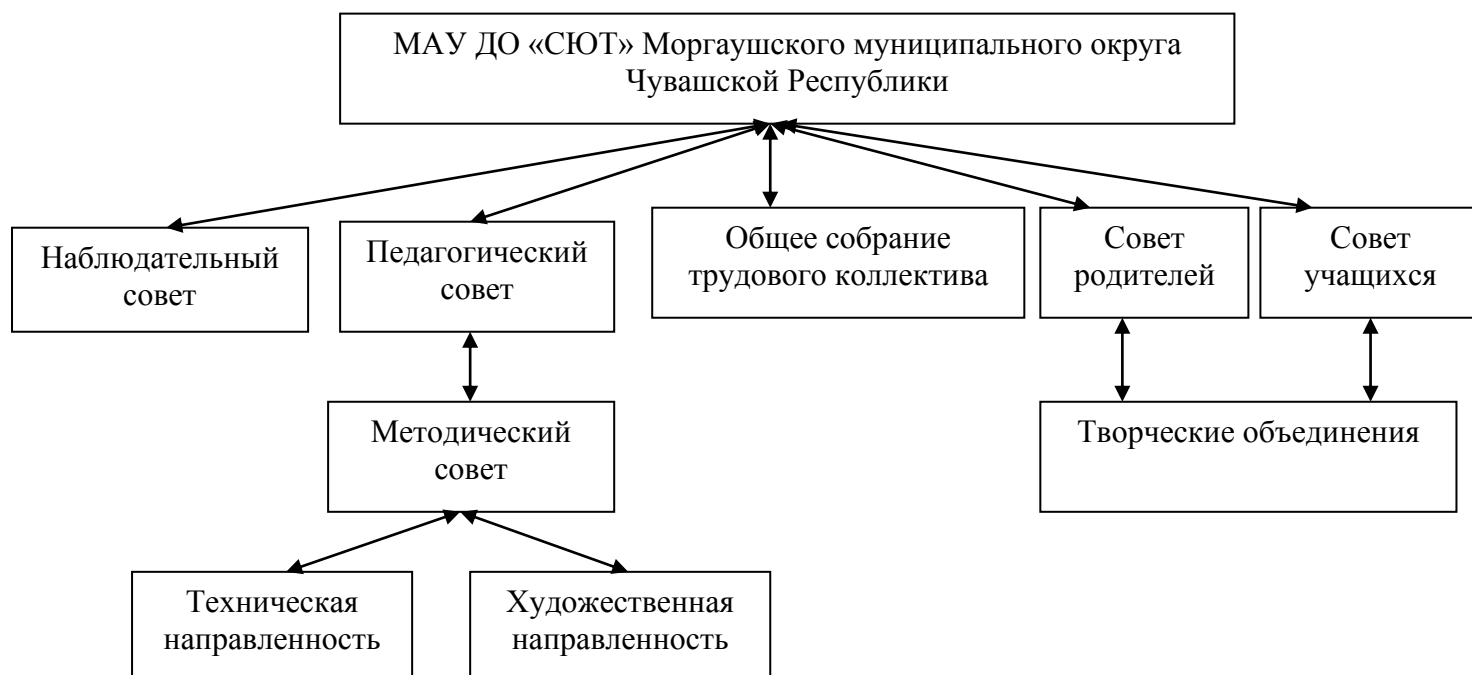 МАУ ДО «СЮТ» Моргаушского муниципального округа
Чувашской Республики
Наблюдательный
совет
Педагогический
совет
Общее собрание
трудового коллектива
Совет
родителей
Совет
учащихся
Методический
совет
Творческие объединения
Техническая
направленность
Художественная
направленность